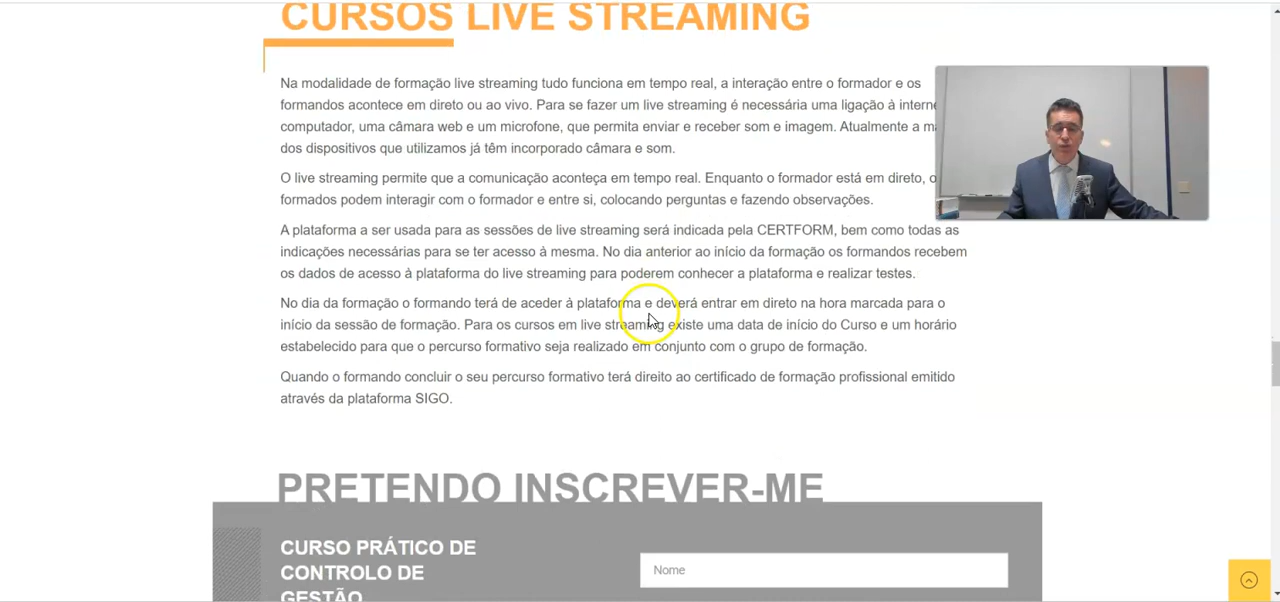 CURSOS LIVE STREAMING
Na modalidade de formação live streaming tudo funciona em tempo real, a interação entre o formador e os
formandos acontece em direto ou ao vivo. Para se fazer um live streaming é necessária uma ligação à
computador, uma câmara web e um microfone, que permita enviar e receber som e imagem. Atualmente a
dos dispositivos que utilizamos já têm incorporado câmara e som.
O live streaming permite que a comunicação aconteça em tempo real. Enquanto o formador está em direto,
formados podem interagir com o formador e entre si, colocando perguntas e fazendo observações.
A plataforma a ser usada para as sessões de live streaming será indicada pela CERTFORM, bem como todas as
indicações necessárias para se ter acesso à mesma. No dia anterior ao início da formação os formandos recebem
os dados de acesso à plataforma do live streaming para poderem conhecer a plataforma e realizar testes.
No dia da formação o formando terá de aceder à plataforma e deverá entrar em direto na hora marcada para o
início da sessão de formação. Para os cursos em live streaming existe uma data de início do Curso e um horário
estabelecido para que o percurso formativo seja realizado em conjunto com o grupo de formação.
Quando o formando concluir o seu percurso formativo terá direito ao certificado de formação profissional emitido
através da plataforma SIGO.
PRETENDO INSCREVER-ME
CURSO PRÁTICO DE
CONTROLO DE
GESTÃO
Nome